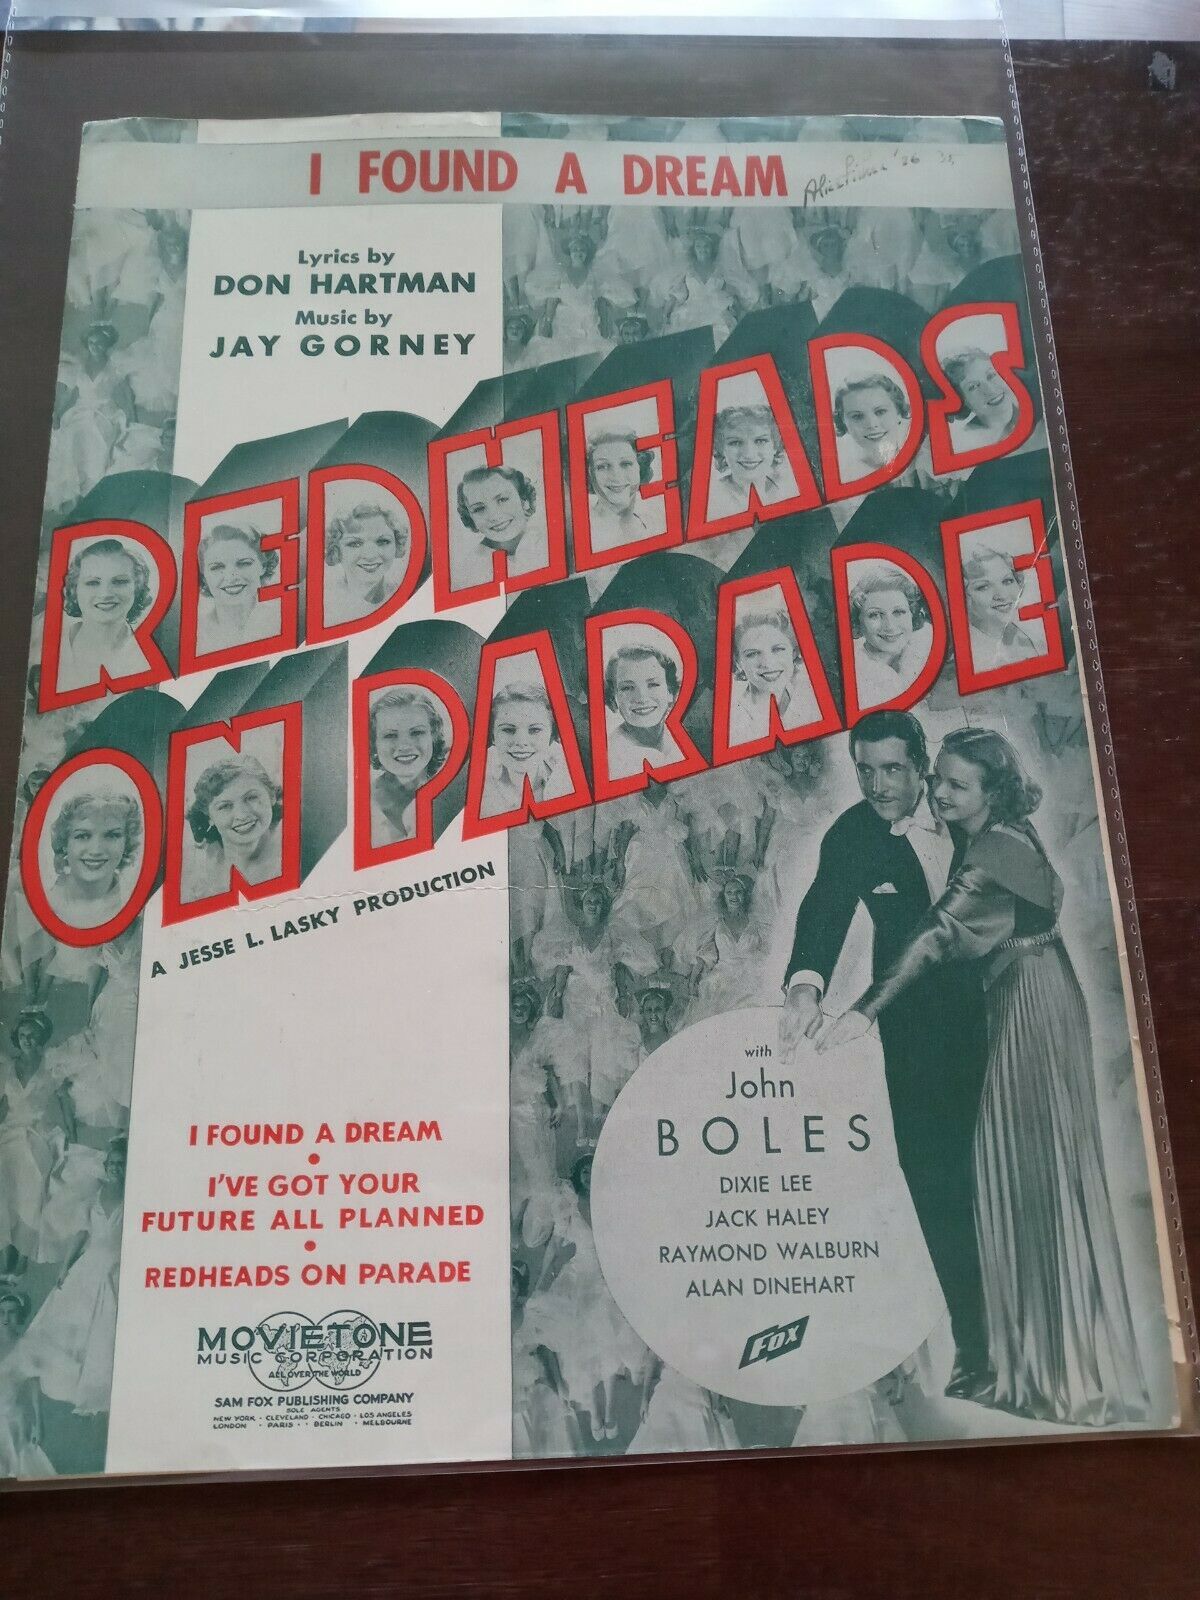 I FOUND A DREAM
'36
Lyrics by
DON HARTMAN
Music by
JAY GORNEY
REDHEADS
ON PARADE
A JESSE L. LASKY PRODUCTION
with
John
BOLES
DIXIE LEE
JACK HALEY
RAYMOND WALBURN
ALAN DINEHART
FOX
I FOUND A DREAM
•
I'VE GOT YOUR
FUTURE ALL PLANNED
•
REDHEADS ON PARADE
MOVIETONE
MUSIC CORPORATION
ALL OVER THE WORLD
SAM FOX PUBLISHING COMPANY
SOLE AGENTS
NEW YORK · CLEVELAND · CHICAGO · LOS ANGELES
LONDON · PARIS · BERLIN · MELBOURNE